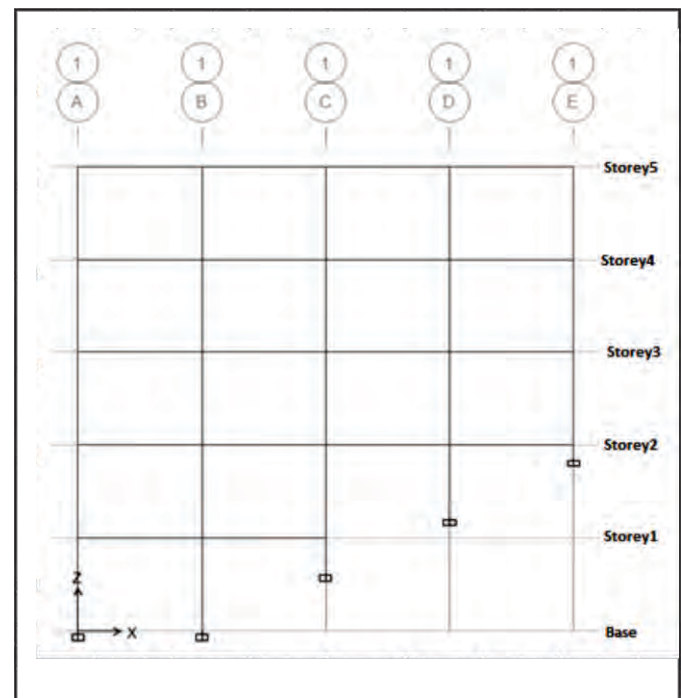 1 1 1 1 1
A B C D E
Storey5
Storey4
Storey3
Storey2
Storey1
Z
X
Base